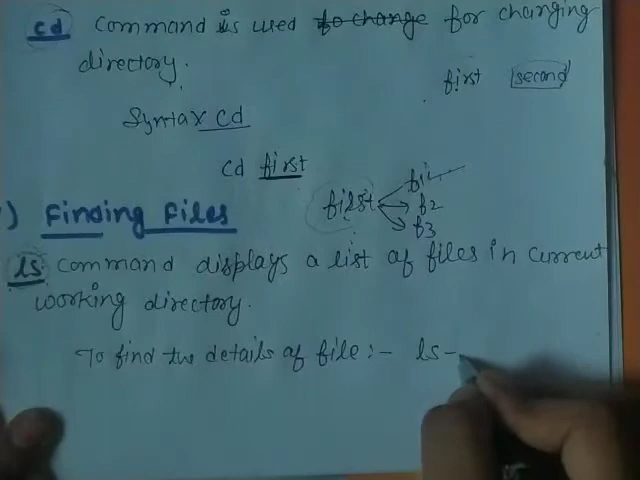 cd command is used to change for changing
directory.
first second
Syntax cd
cd first
) Finding Files
first f1
f2
f3
ls command displays a list of files in current
working directory.
To find the details of file :- ls -